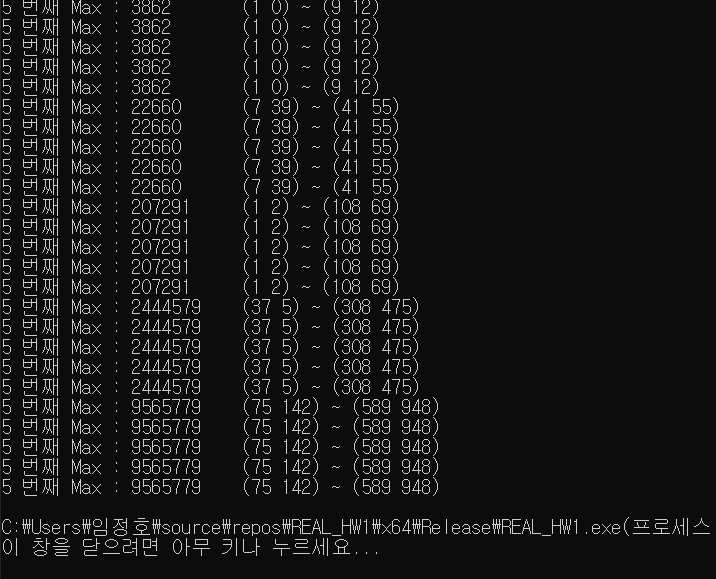 5 번째 Max : 3862 (1 0) ~ (9 12)
5 번째 Max : 3862 (1 0) ~ (9 12)
5 번째 Max : 3862 (1 0) ~ (9 12)
5 번째 Max : 3862 (1 0) ~ (9 12)
5 번째 Max : 3862 (1 0) ~ (9 12)
5 번째 Max : 22660 (7 39) ~ (41 55)
5 번째 Max : 22660 (7 39) ~ (41 55)
5 번째 Max : 22660 (7 39) ~ (41 55)
5 번째 Max : 22660 (7 39) ~ (41 55)
5 번째 Max : 22660 (7 39) ~ (41 55)
5 번째 Max : 207291 (1 2) ~ (108 69)
5 번째 Max : 207291 (1 2) ~ (108 69)
5 번째 Max : 207291 (1 2) ~ (108 69)
5 번째 Max : 207291 (1 2) ~ (108 69)
5 번째 Max : 207291 (1 2) ~ (108 69)
5 번째 Max : 2444579 (37 5) ~ (308 475)
5 번째 Max : 2444579 (37 5) ~ (308 475)
5 번째 Max : 2444579 (37 5) ~ (308 475)
5 번째 Max : 2444579 (37 5) ~ (308 475)
5 번째 Max : 2444579 (37 5) ~ (308 475)
5 번째 Max : 9565779 (75 142) ~ (589 948)
5 번째 Max : 9565779 (75 142) ~ (589 948)
5 번째 Max : 9565779 (75 142) ~ (589 948)
5 번째 Max : 9565779 (75 142) ~ (589 948)
5 번째 Max : 9565779 (75 142) ~ (589 948)
C:₩Users₩임정호₩source₩repos₩REAL_HW1₩x64₩Release₩REAL_HW1.exe(프로세스
이 창을 닫으려면 아무 키나 누르세요...